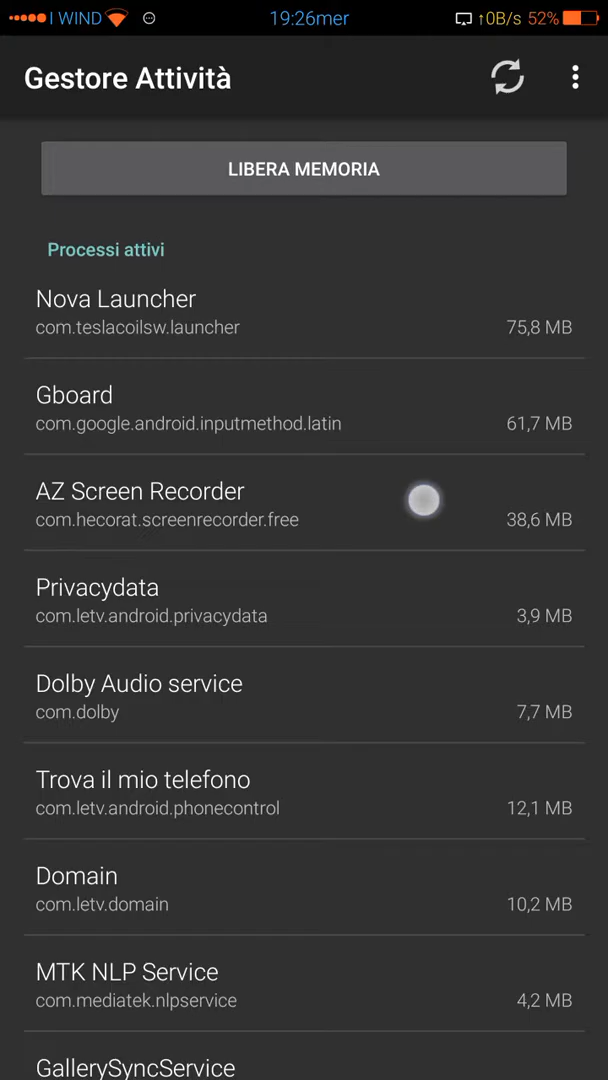 I WIND 19:26mer ↑0B/s 52%
Gestore Attività
LIBERA MEMORIA
Processi attivi
Nova Launcher
com.teslacoilsw.launcher 75,8 MB
Gboard
com.google.android.inputmethod.latin 61,7 MB
AZ Screen Recorder
com.hecorat.screenrecorder.free 38,6 MB
Privacydata
com.letv.android.privacydata 3,9 MB
Dolby Audio service
com.dolby 7,7 MB
Trova il mio telefono
com.letv.android.phonecontrol 12,1 MB
Domain
com.letv.domain 10,2 MB
MTK NLP Service
com.mediatek.nlpservice 4,2 MB
GallerySyncService